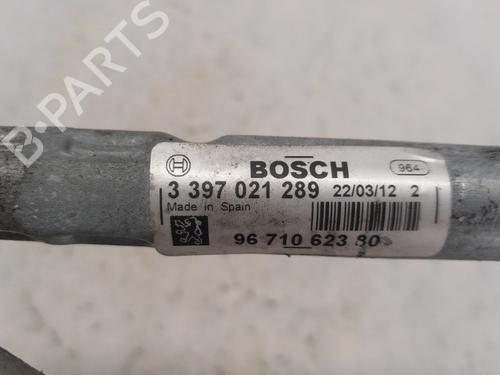 BOSCH
964
3 397 021 289 22/03/12 2
Made in Spain
96 710 623 80
B-PARTS